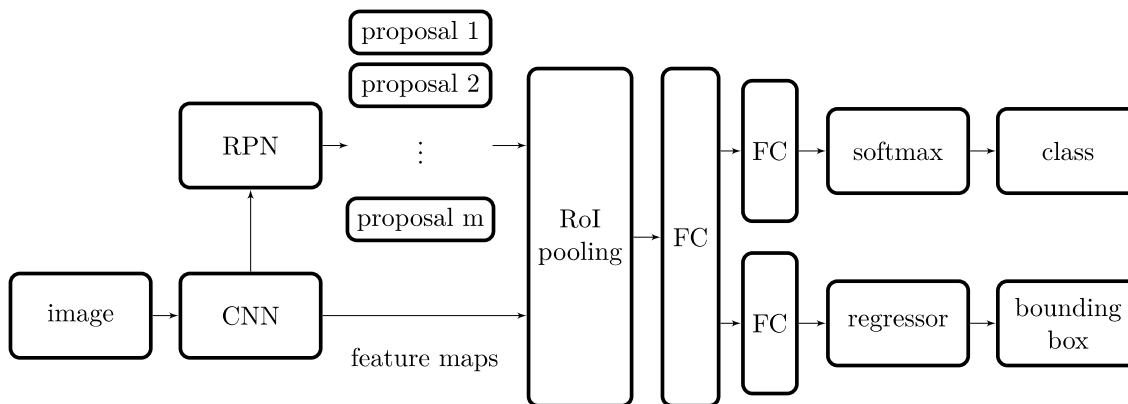 proposal 1
proposal 2
⋮
proposal m
RPN
image
CNN
feature maps
RoI
pooling
FC
FC
softmax
class
FC
regressor
bounding
box